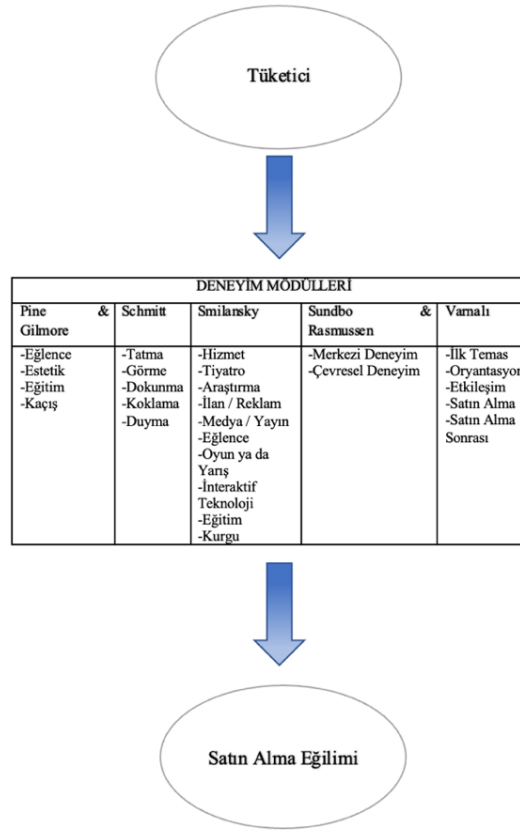 Tüketici
DENEYİM MÖDÜLLERİ
Pine &
Gilmore
Schmitt
Smilansky
Sundbo &
Rasmussen
Varnalı
-Eğlence
-Estetik
-Eğitim
-Kaçış
-Tatma
-Görme
-Dokunma
-Koklama
-Duyma
-Hizmet
-Tiyatro
-Araştırma
-İlan / Reklam
-Medya / Yayın
-Eğlence
-Oyun ya da
Yarış
-İnteraktif
Teknoloji
-Eğitim
-Kurgu
-Merkezi Deneyim
-Çevresel Deneyim
-İlk Temas
-Oryantasyon
-Etkileşim
-Satın Alma
-Satın Alma
Sonrası
Satın Alma Eğilimi